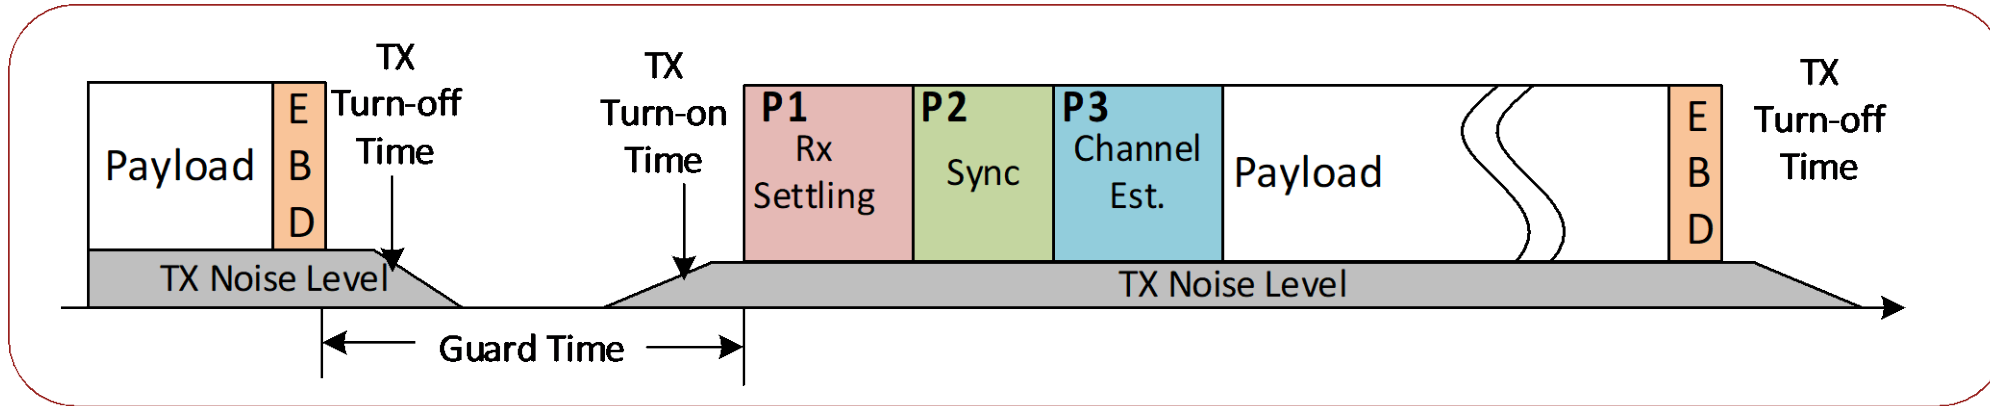 Payload
E
B
D
TX
Turn-off
Time
TX Noise Level
Guard Time
TX
Turn-on
Time
P1
Rx
Settling
P2
Sync
P3
Channel
Est.
Payload
E
B
D
TX
Turn-off
Time
TX Noise Level